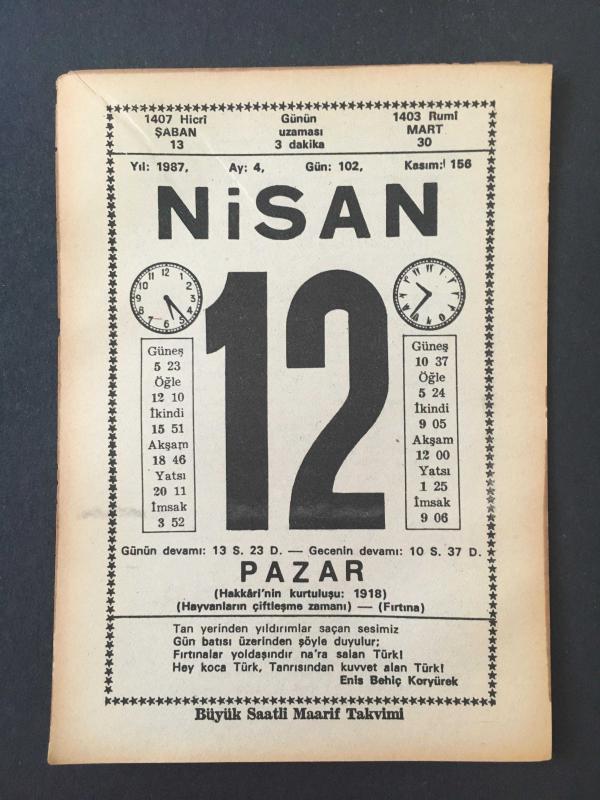 1407 Hicrî Günün 1403 Rumî
ŞABAN uzaması MART
13 3 dakika 30
Yıl: 1987, Ay: 4, Gün: 102, Kasım: 156
NiSAN
12
Güneş
5 23
Öğle
12 10
İkindi
15 51
Akşam
18 46
Yatsı
20 11
İmsak
3 52
Güneş
10 37
Öğle
5 24
İkindi
9 05
Akşam
12 00
Yatsı
1 25
İmsak
9 06
Günün devamı: 13 S. 23 D. — Gecenin devamı: 10 S. 37 D.
PAZAR
(Hakkâri'nin kurtuluşu: 1918)
(Hayvanların çiftleşme zamanı) — (Fırtına)
Tan yerinden yıldırımlar saçan sesimiz
Gün batısı üzerinden şöyle duyulur;
Fırtınalar yoldaşındır na'ra salan Türk!
Hey koca Türk, Tanrısından kuvvet alan Türk!
Enis Behiç Koryürek
Büyük Saatli Maarif Takvimi